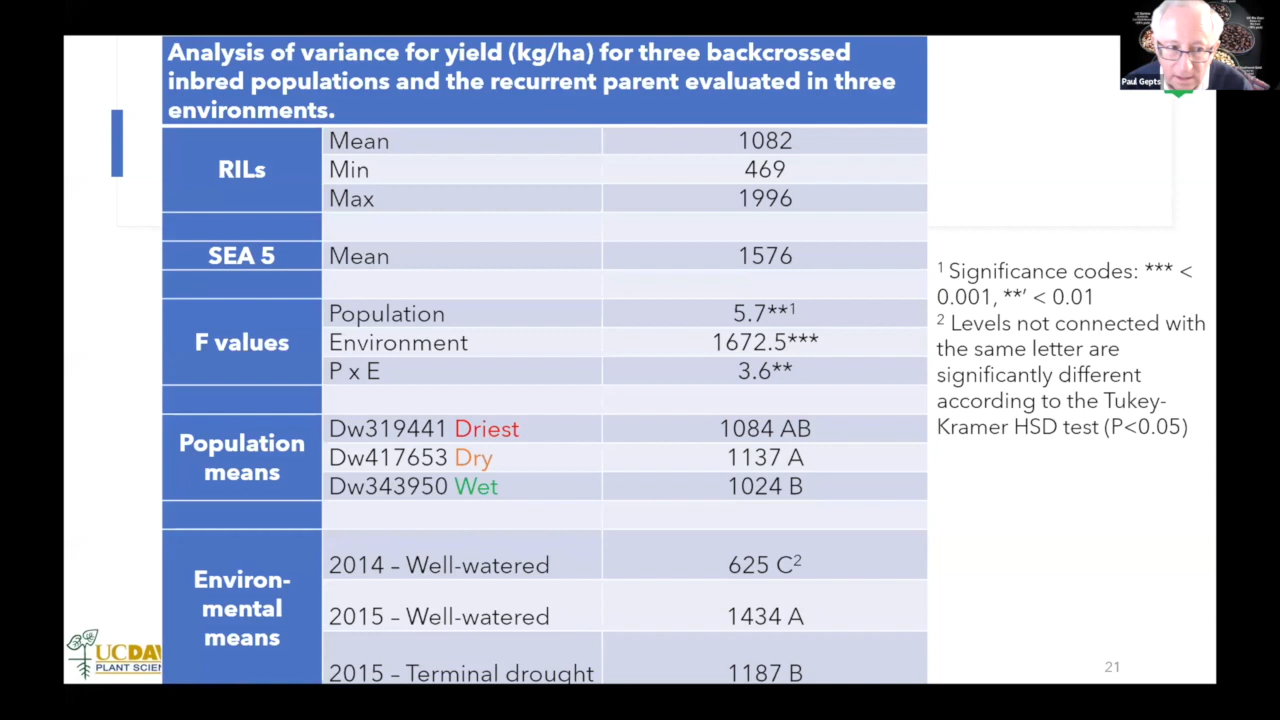 Analysis of variance for yield (kg/ha) for three backcrossed
inbred populations and the recurrent parent evaluated in three
environments.
RILs
Mean 1082
Min 469
Max 1996
SEA 5 Mean 1576
F values
Population 5.7**1
Environment 1672.5***
P x E 3.6**
Population
means
Dw319441 Driest 1084 AB
Dw417653 Dry 1137 A
Dw343950 Wet 1024 B
Environ-
mental
means
2014 – Well-watered 625 C2
2015 – Well-watered 1434 A
2015 – Terminal drought 1187 B
1 Significance codes: *** <
0.001, **’ < 0.01
2 Levels not connected with
the same letter are
significantly different
according to the Tukey-
Kramer HSD test (P<0.05)
Paul Gepts
UCDAV
PLANT SCIEN
21